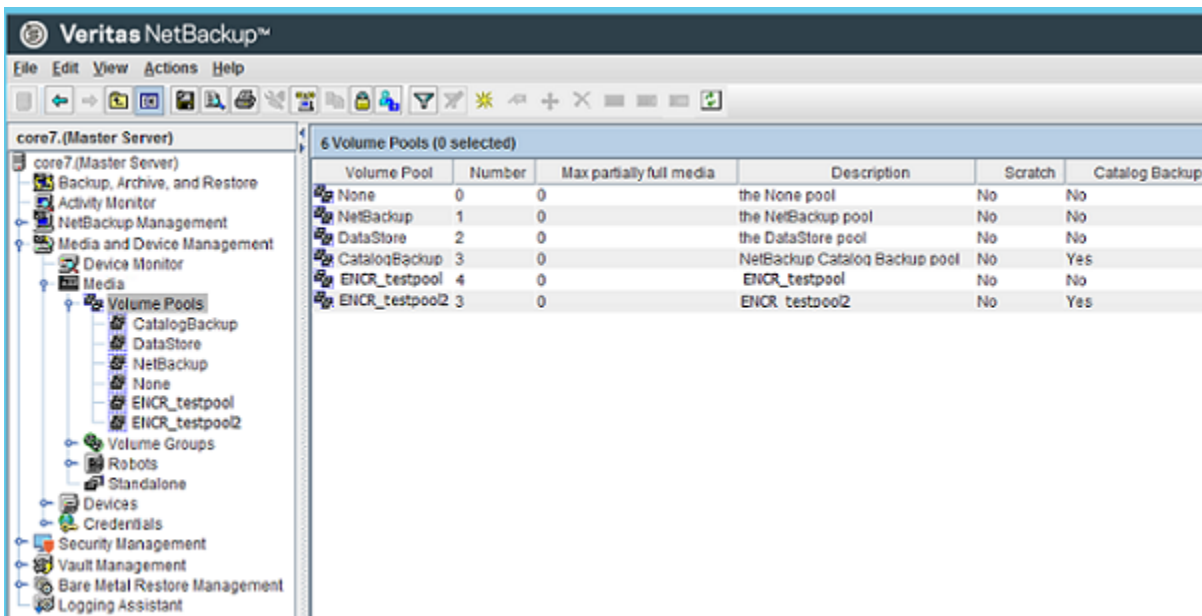 Veritas NetBackup™
File Edit View Actions Help
core7.(Master Server)
6 Volume Pools (0 selected)
core7.(Master Server)
Backup, Archive, and Restore
Activity Monitor
NetBackup Management
Media and Device Management
Device Monitor
Media
Volume Pools
CatalogBackup
DataStore
NetBackup
None
ENCR_testpool
ENCR_testpool2
Volume Groups
Robots
Standalone
Devices
Credentials
Security Management
Vault Management
Bare Metal Restore Management
Logging Assistant
Volume Pool Number Max partially full media Description Scratch Catalog Backup
None 0 0 the None pool No No
NetBackup 1 0 the NetBackup pool No No
DataStore 2 0 the DataStore pool No No
CatalogBackup 3 0 NetBackup Catalog Backup pool No Yes
ENCR_testpool 4 0 ENCR_testpool No No
ENCR_testpool2 3 0 ENCR_testpool2 No Yes